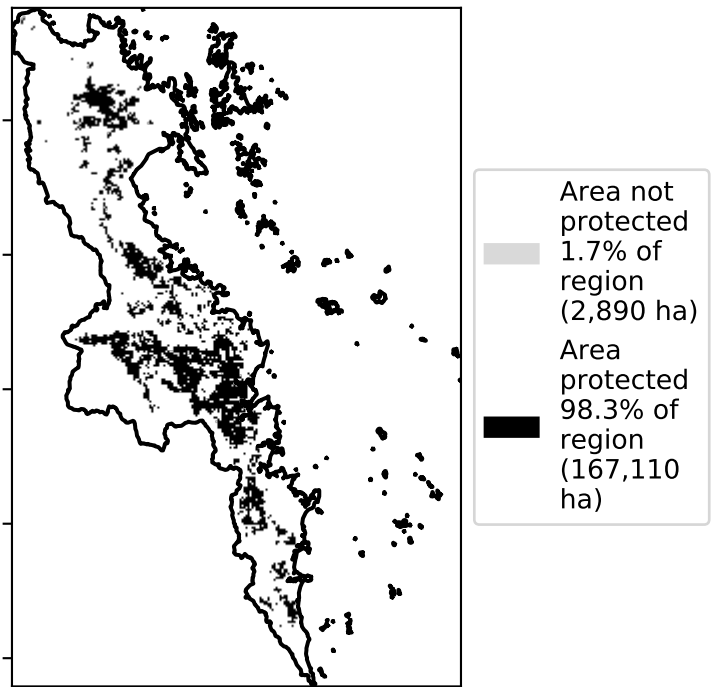 Area not
protected
1.7% of
region
(2,890 ha)
Area
protected
98.3% of
region
(167,110
ha)